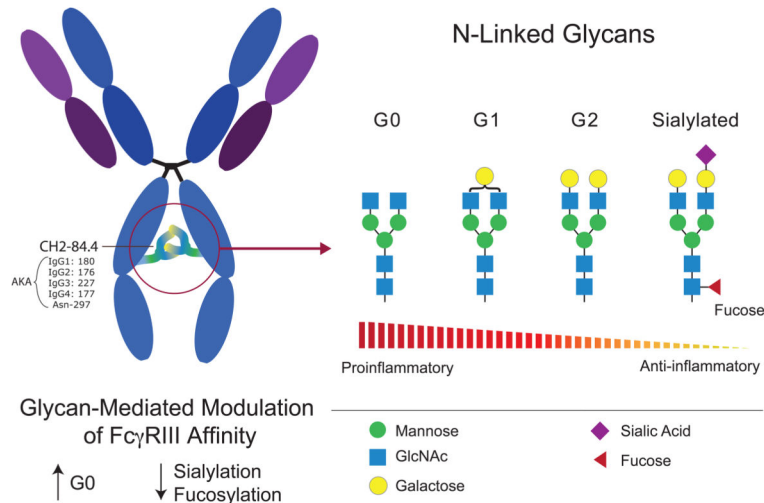 N-Linked Glycans
G0
G1
G2
Sialylated
CH2-84.4
AKA
IgG1: 180
IgG2: 176
IgG3: 227
IgG4: 177
Asn-297
Fucose
Proinflammatory
Anti-inflammatory
Glycan-Mediated Modulation
of FcγRIII Affinity
G0
Sialylation
Fucosylation
Mannose
GlcNAc
Galactose
Sialic Acid
Fucose